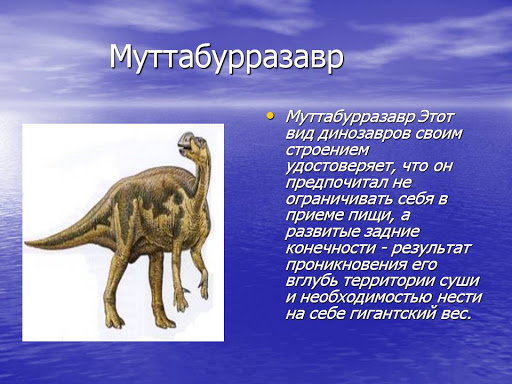 Муттабурразавр
• Муттабурразавр Этот
вид динозавров своим
строением
удостоверяет, что он
предпочитал не
ограничивать себя в
приеме пищи, а
развитые задние
конечности - результат
проникновения его
вглубь территории суши
и необходимостью нести
на себе гигантский вес.